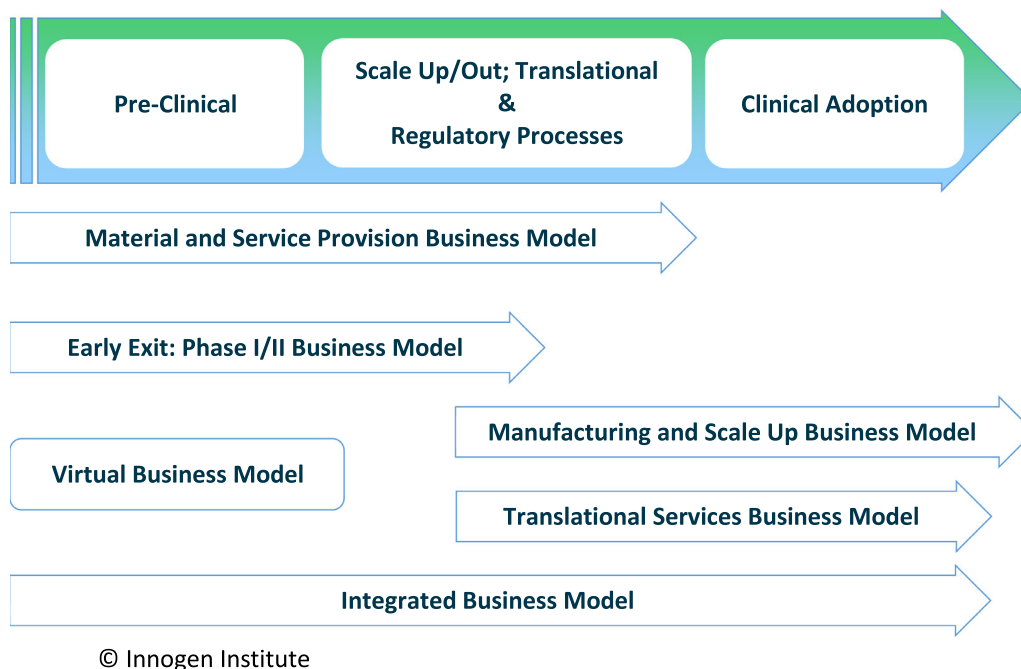 Pre-Clinical
Scale Up/Out; Translational
&
Regulatory Processes
Clinical Adoption
Material and Service Provision Business Model
Early Exit: Phase I/II Business Model
Manufacturing and Scale Up Business Model
Virtual Business Model
Translational Services Business Model
Integrated Business Model
© Innogen Institute